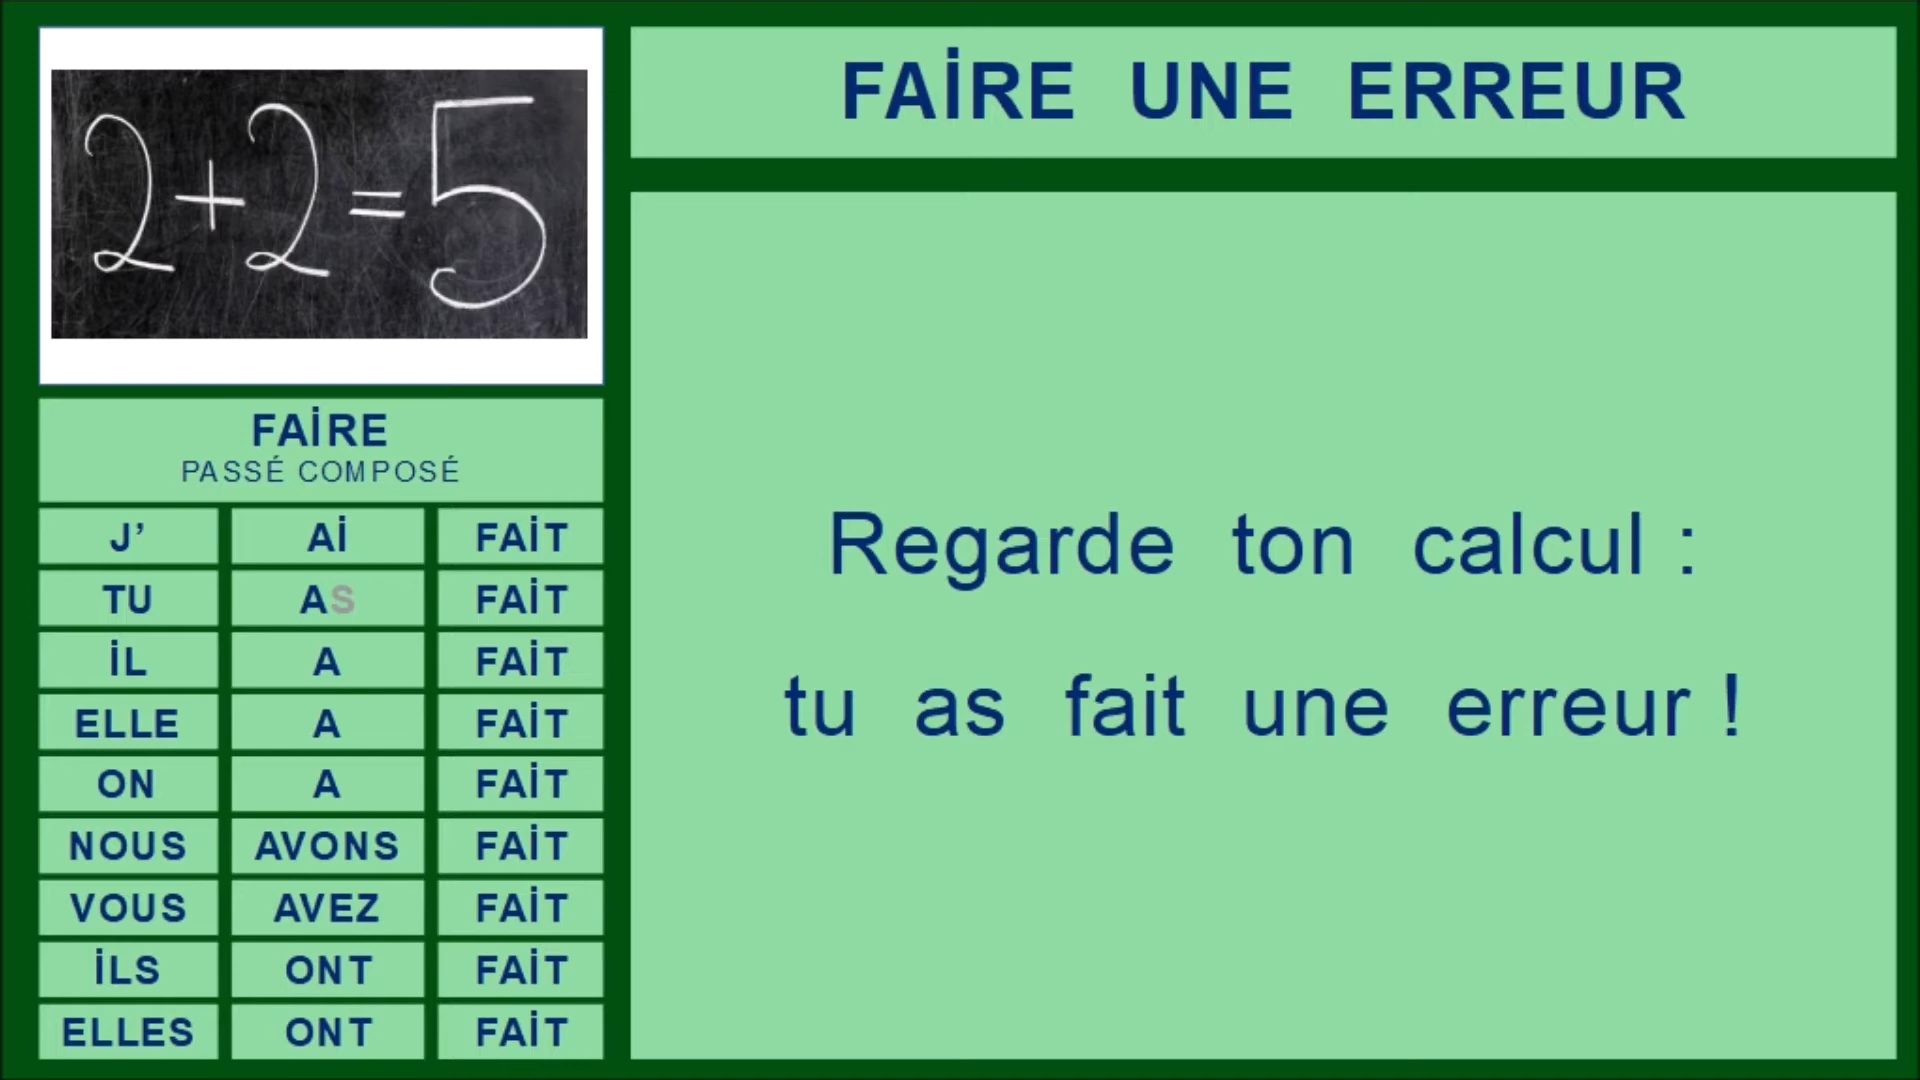 2+2=5
FAİRE UNE ERREUR
FAİRE
PASSÉ COMPOSÉ
J’ Aİ FAİT
TU AS FAİT
İL A FAİT
ELLE A FAİT
ON A FAİT
NOUS AVONS FAİT
VOUS AVEZ FAİT
İLS ONT FAİT
ELLES ONT FAİT
Regarde ton calcul :
tu as fait une erreur !